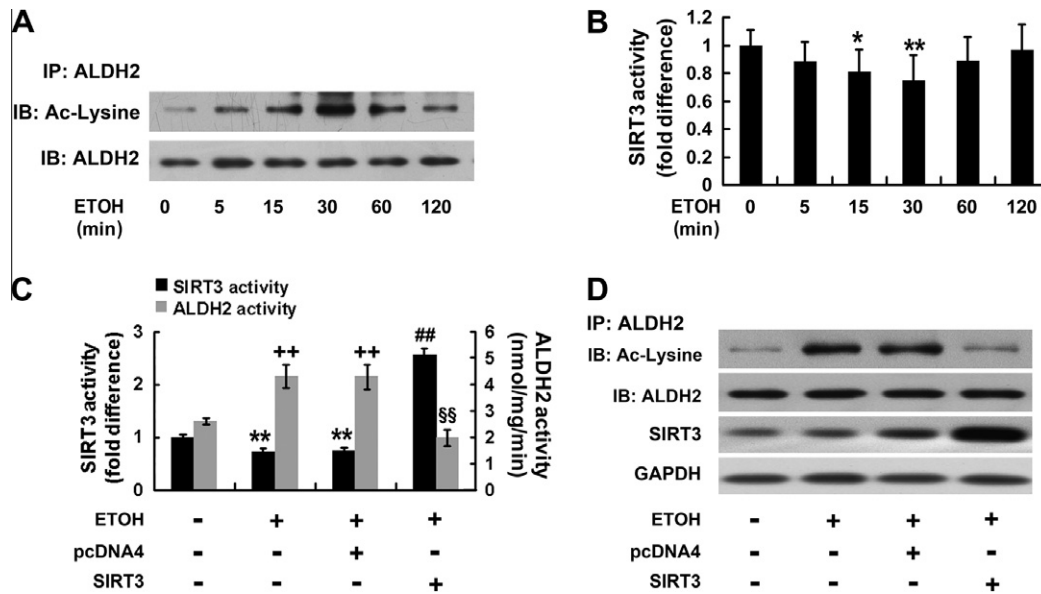 A
IP: ALDH2
IB: Ac-Lysine
IB: ALDH2
ETOH 0 5 15 30 60 120
(min)
B
SIRT3 activity
(fold difference)
1.2
1
0.8
0.6
0.4
0.2
0
* **
ETOH 0 5 15 30 60 120
(min)
C
SIRT3 activity
ALDH2 activity
SIRT3 activity
(fold difference)
3
2
1
0
++ ++ ##
** ** §§
6
5
4
3
2
1
0
ALDH2 activity
(nmol/mg/min)
ETOH - + + +
pcDNA4 - - + -
SIRT3 - - - +
D
IP: ALDH2
IB: Ac-Lysine
IB: ALDH2
SIRT3
GAPDH
ETOH - + + +
pcDNA4 - - + -
SIRT3 - - - +